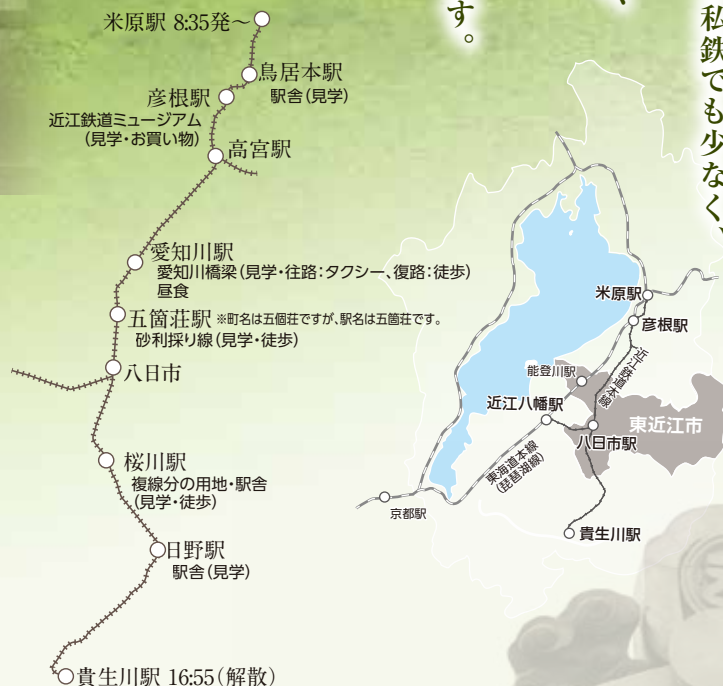 私鉄でも少なく、
、
す。
米原駅 8:35発～
鳥居本駅
駅舎(見学)
彦根駅
近江鉄道ミュージアム
(見学・お買い物)
高宮駅
愛知川駅
愛知川橋梁(見学・往路:タクシー、復路:徒歩)
昼食
五箇荘駅 ※町名は五個荘ですが、駅名は五箇荘です。
砂利採り線(見学・徒歩)
八日市
桜川駅
複線分の用地・駅舎
(見学・徒歩)
日野駅
駅舎(見学)
貴生川駅 16:55(解散)
米原駅
彦根駅
近江鉄道本線
能登川駅
近江八幡駅
東近江市
八日市駅
東海道本線
(琵琶湖線)
京都駅
貴生川駅